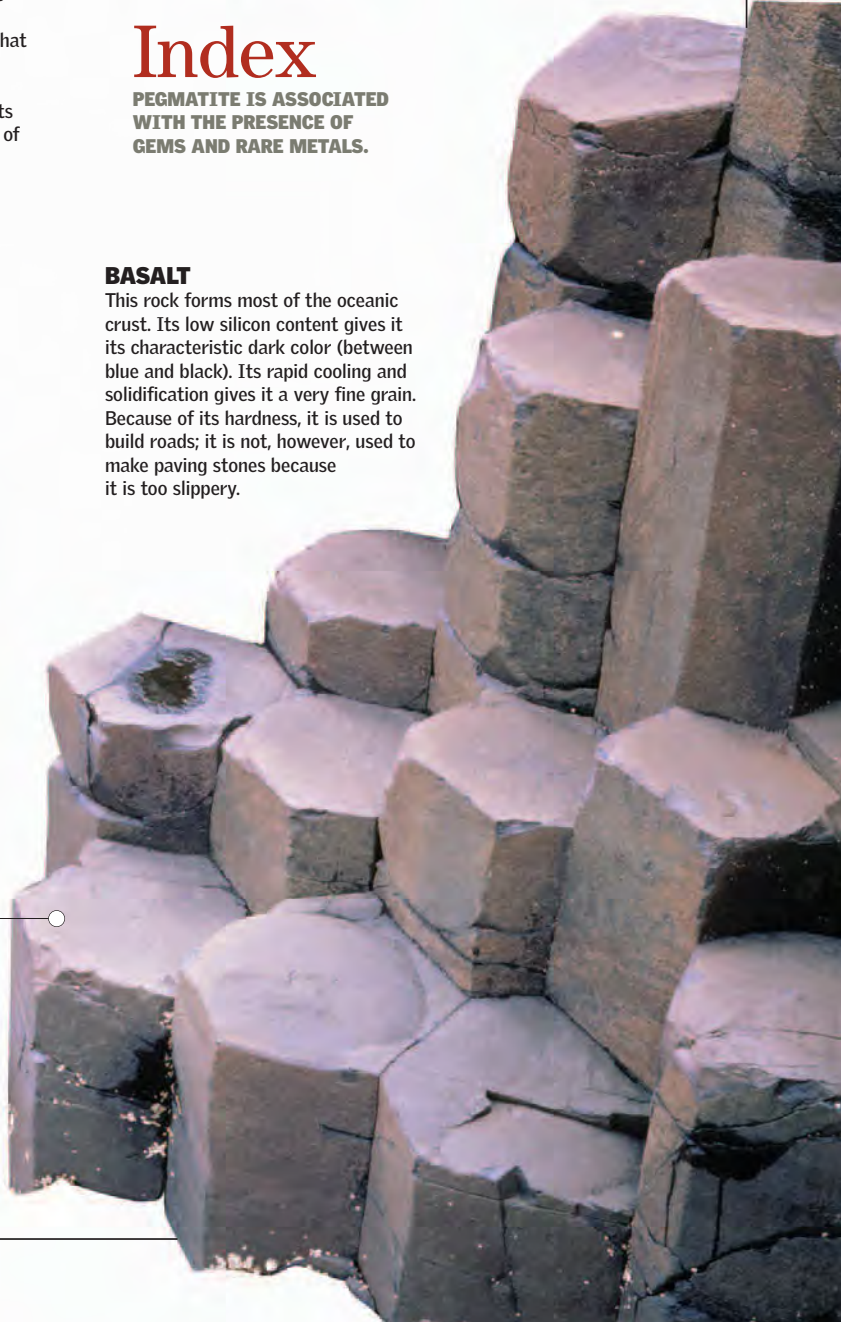 hat
ts
of
Index
PEGMATITE IS ASSOCIATED
WITH THE PRESENCE OF
GEMS AND RARE METALS.
BASALT
This rock forms most of the oceanic
crust. Its low silicon content gives it
its characteristic dark color (between
blue and black). Its rapid cooling and
solidification gives it a very fine grain.
Because of its hardness, it is used to
build roads; it is not, however, used to
make paving stones because
it is too slippery.